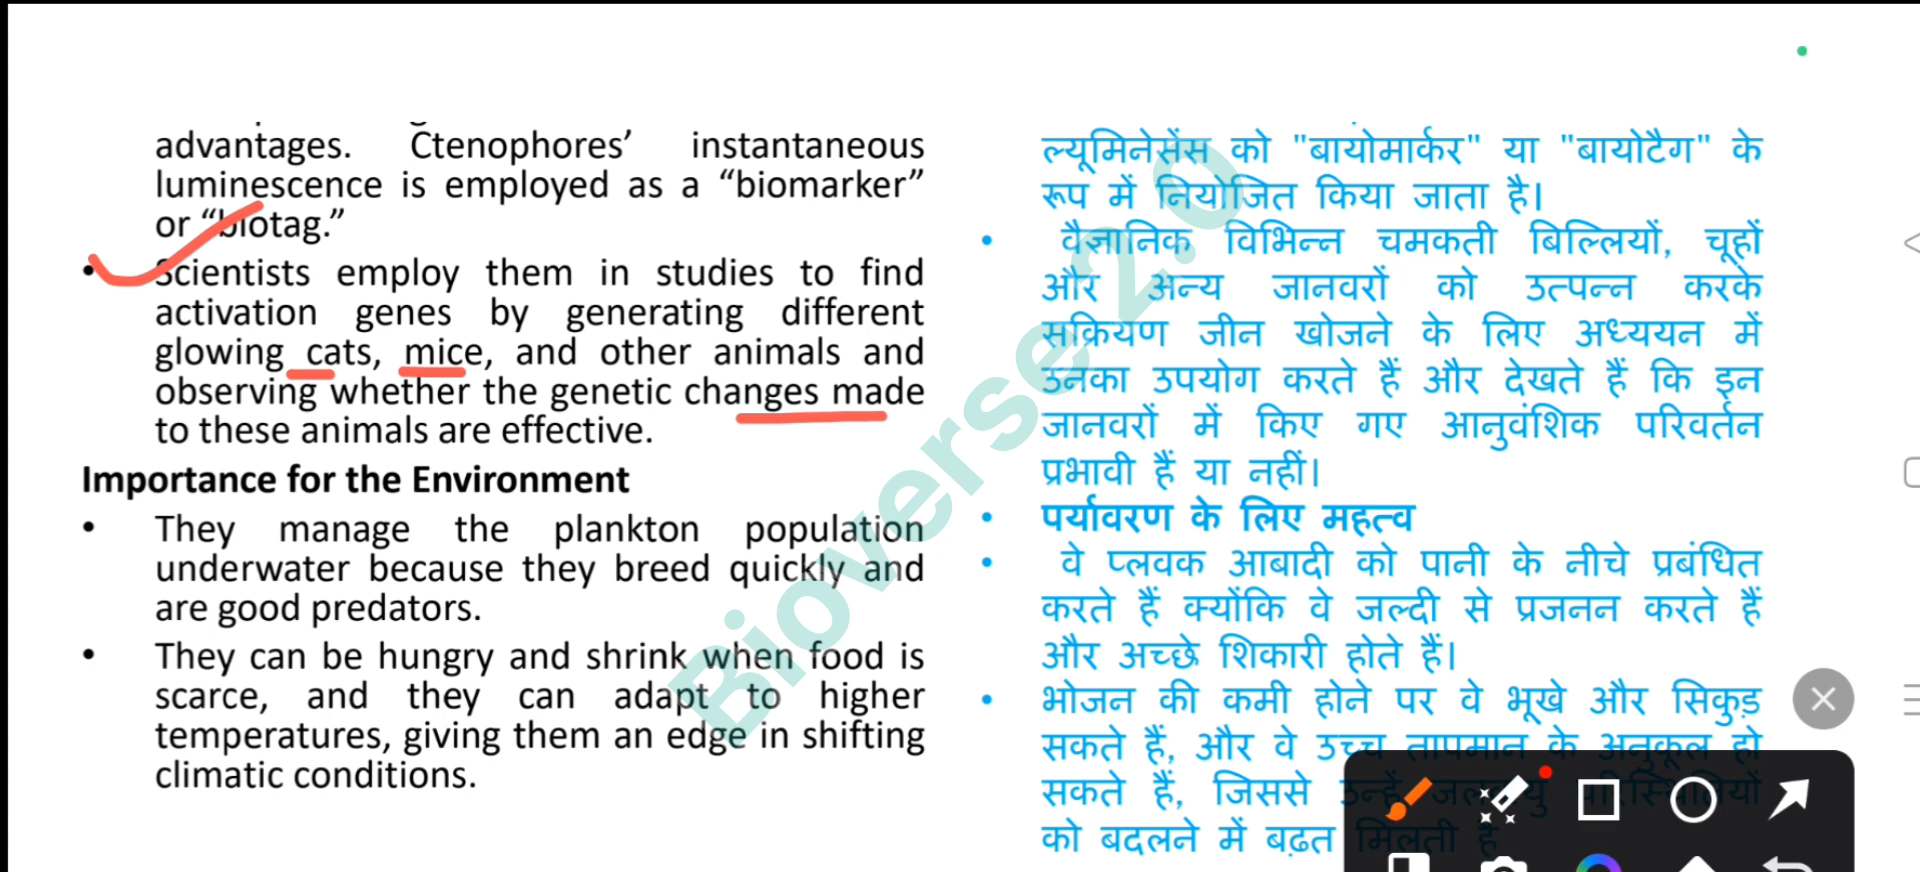 advantages. Ctenophores’ instantaneous
luminescence is employed as a “biomarker”
or “biotag.”
• Scientists employ them in studies to find
activation genes by generating different
glowing cats, mice, and other animals and
observing whether the genetic changes made
to these animals are effective.
Importance for the Environment
• They manage the plankton population
underwater because they breed quickly and
are good predators.
• They can be hungry and shrink when food is
scarce, and they can adapt to higher
temperatures, giving them an edge in shifting
climatic conditions.
ल्यूमिनेसेंस को "बायोमार्कर" या "बायोटैग" के
रूप में नियोजित किया जाता है।
• वैज्ञानिक विभिन्न चमकती बिल्लियों, चूहों
और अन्य जानवरों को उत्पन्न करके
सक्रियण जीन खोजने के लिए अध्ययन में
उनका उपयोग करते हैं और देखते हैं कि इन
जानवरों में किए गए आनुवंशिक परिवर्तन
प्रभावी हैं या नहीं।
• पर्यावरण के लिए महत्व
• वे प्लवक आबादी को पानी के नीचे प्रबंधित
करते हैं क्योंकि वे जल्दी से प्रजनन करते हैं
और अच्छे शिकारी होते हैं।
• भोजन की कमी होने पर वे भूखे और सिकुड़
सकते हैं, और वे उच्च तापमान के अनुकूल हो
सकते हैं, जिससे उन्हें
को बदलने में बढ़त मिलती है
Bioverse 2.0